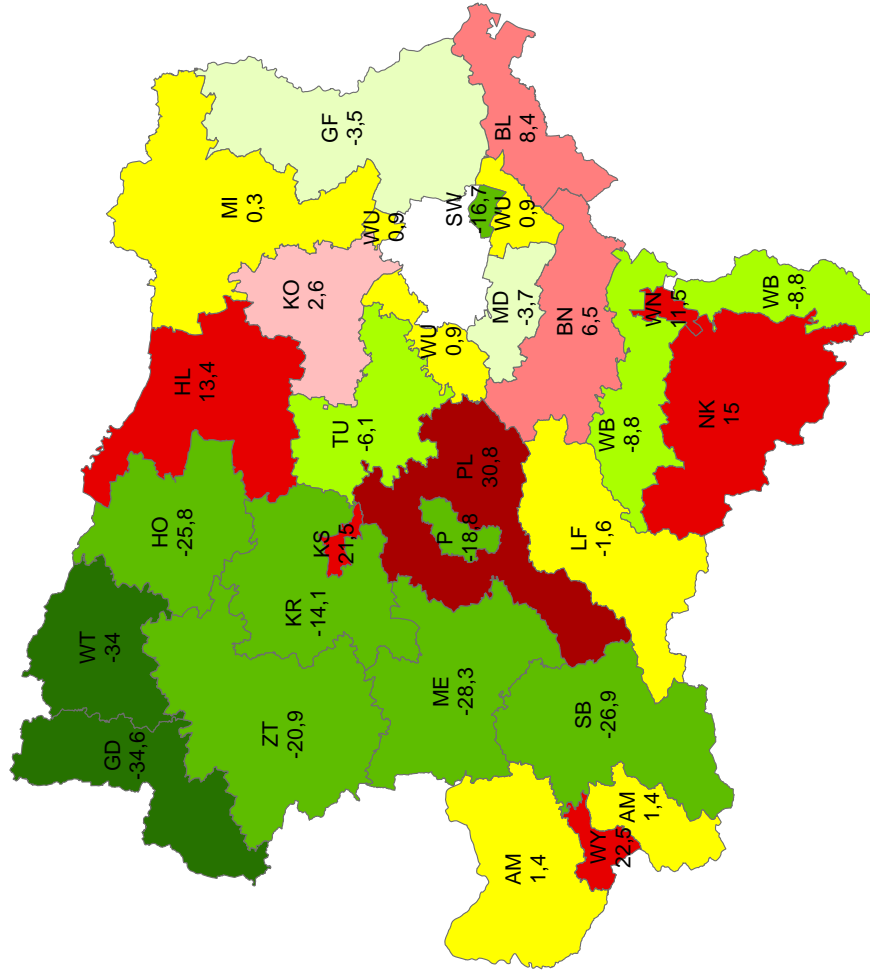 WT
-34
GD
-34,6
HO
-25,8
HL
13,4
MI
0,3
ZT
-20,9
KR
-14,1
KO
2,6
KS
21,5
GF
-3,5
TU
-6,1
WU
0,9
WU
0,9
ME
-28,3
P
-18,8
PL
30,8
SW
-16,7
MD
-3,7
WU
0,9
BL
8,4
AM
1,4
BN
6,5
LF
-1,6
SB
-26,9
WY
22,5
WB
-8,8
AM
1,4
WN
11,5
NK
15
WB
-8,8